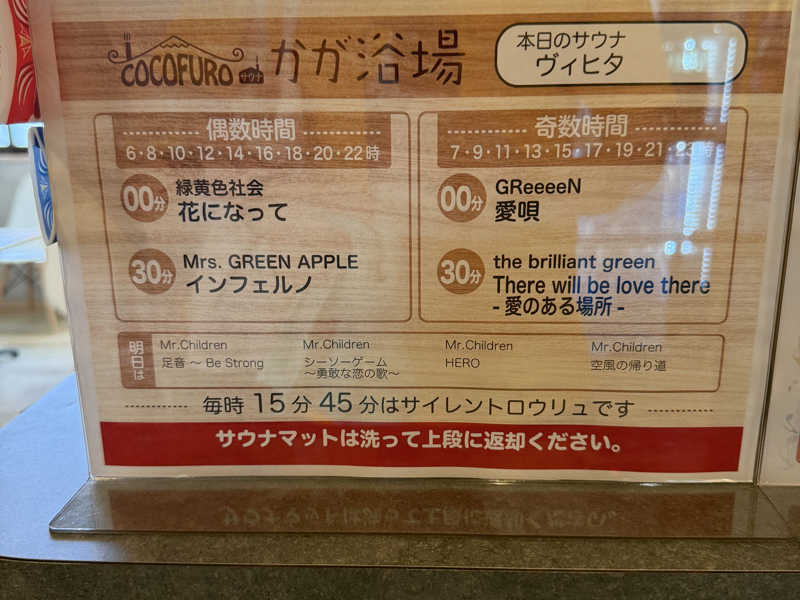 COCOFURO サウナ かが浴場
本日のサウナ
ヴィヒタ
偶数時間
6・8・10・12・14・16・18・20・22時
00分 緑黄色社会
花になって
30分 Mrs. GREEN APPLE
インフェルノ
奇数時間
7・9・11・13・15・17・19・21・23時
00分 GReeeeN
愛唄
30分 the brilliant green
There will be love there
- 愛のある場所 -
明日は
Mr.Children
足音 〜 Be Strong
Mr.Children
シーソーゲーム
〜勇敢な恋の歌〜
Mr.Children
HERO
Mr.Children
空風の帰り道
毎時 15分 45分はサイレントロウリュです
サウナマットは洗って上段に返却ください。